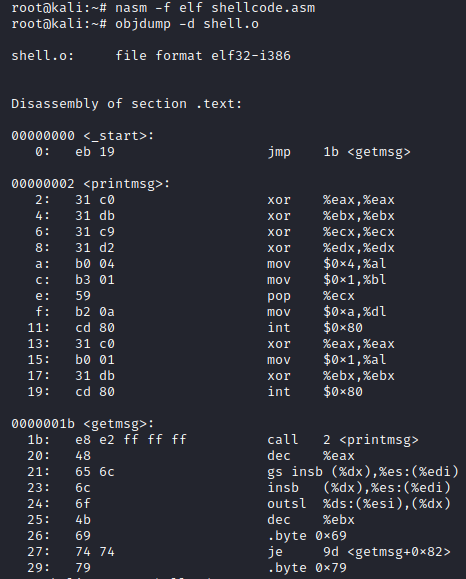 root@kali:~# nasm -f elf shellcode.asm
root@kali:~# objdump -d shell.o
shell.o:     file format elf32-i386
Disassembly of section .text:
00000000 <_start>:
   0:   eb 19                   jmp    1b <getmsg>
00000002 <printmsg>:
   2:   31 c0                   xor    %eax,%eax
   4:   31 db                   xor    %ebx,%ebx
   6:   31 c9                   xor    %ecx,%ecx
   8:   31 d2                   xor    %edx,%edx
   a:   b0 04                   mov    $0×4,%al
   c:   b3 01                   mov    $0×1,%bl
   e:   59                      pop    %ecx
   f:   b2 0a                   mov    $0×a,%dl
  11:   cd 80                   int    $0×80
  13:   31 c0                   xor    %eax,%eax
  15:   b0 01                   mov    $0×1,%al
  17:   31 db                   xor    %ebx,%ebx
  19:   cd 80                   int    $0×80
0000001b <getmsg>:
  1b:   e8 e2 ff ff ff          call   2 <printmsg>
  20:   48                      dec    %eax
  21:   65 6c                   gs insb (%dx),%es:(%edi)
  23:   6c                      insb   (%dx),%es:(%edi)
  24:   6f                      outsl  %ds:(%esi),(%dx)
  25:   4b                      dec    %ebx
  26:   69                      .byte 0×69
  27:   74 74                   je     9d <getmsg+0×82>
  29:   79                      .byte 0×79